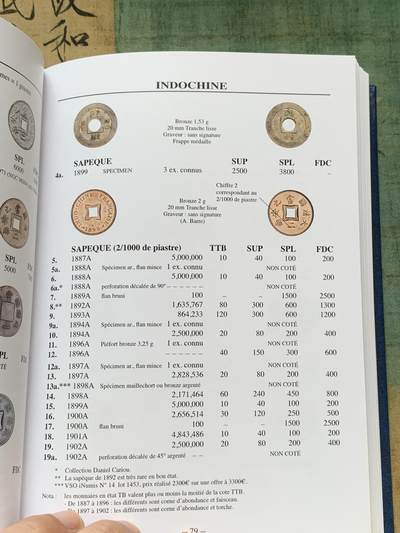 INDOCHINE
Bronze 1.53 g
20 mm Tranche lisse
Graveur : sans signature
Frappe médaille
SAPEQUE SUP SPL FDC
4a. 1899 SPECIMEN 3 ex. connus 2500 3800 –
Bronze 2 g
20 mm Tranche lisse
Graveur : sans signature
(A. Barre)
Chiffre 2
correspondant au
2/1000 de piastre
SAPEQUE (2/1000 de piastre) TTB SUP SPL FDC
5. 1887A 5,000,000 10 40 100 200
5a. 1888A Spécimen ar., flan mince 1 ex. connu NON COTÉ
6. 1888A 5,000,000 10 40 100 200
6a.* 1888A perforation décalée de 90° – – – – – – NON COTÉ
7. 1889A flan bruni 100 – – 1500 2500
8.** 1892A 1,635,767 80 300 600 1300
9. 1893A 864,233 120 300 600 1200
9a. 1894A Spécimen ar., flan mince 1 ex. connu NON COTÉ
10. 1894A 2,500,000 20 80 200 400
11. 1896A Piéfort bronze 3.25 g 1 ex. connu NON COTÉ
12. 1896A – – – – – – 40 150 300 600
12a. 1897A Spécimen ar., flan mince 1 ex. connu NON COTÉ
13. 1897A 2,828,536 20 80 200 400
13a.*** 1898A Spécimen maillechort ou bronze argenté NON COTÉ
14. 1898A 2,171,464 60 240 450 800
15. 1899A 5,000,000 10 40 100 200
16. 1900A 2,656,514 30 120 250 500
17. 1900A flan bruni 100 – – 1500 2500
18. 1901A 4,843,486 10 40 100 200
19. 1902A 2,500,000 20 80 200 400
19a. 1902A perforation décalée de 45° argenté NON COTÉ
* Collection Daniel Cariou.
** La sapèque de 1892 est très rare en bon état.
*** VSO (Numis N° 14 lot 1453, prix réalisé 2300€ sur une offre à 3300€.
Nota : les monnaies en état TB valent plus ou moins la moitié de la cote TTB.
- De 1887 à 1896 : les différents sont corne d'abondance et faisceau.
- De 1897 à 1902 : les différents sont corne d'abondance et torche.
– 79 –
mes = 1 piastre
SPL
6000
SPL
5000
FDC